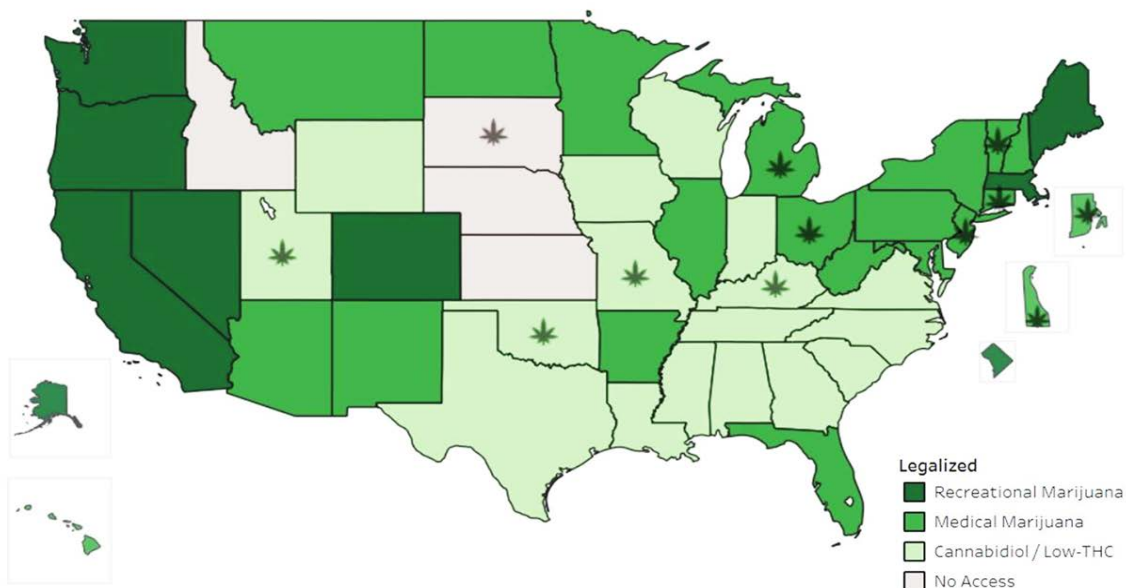 Legalized
Recreational Marijuana
Medical Marijuana
Cannabidiol / Low-THC
No Access